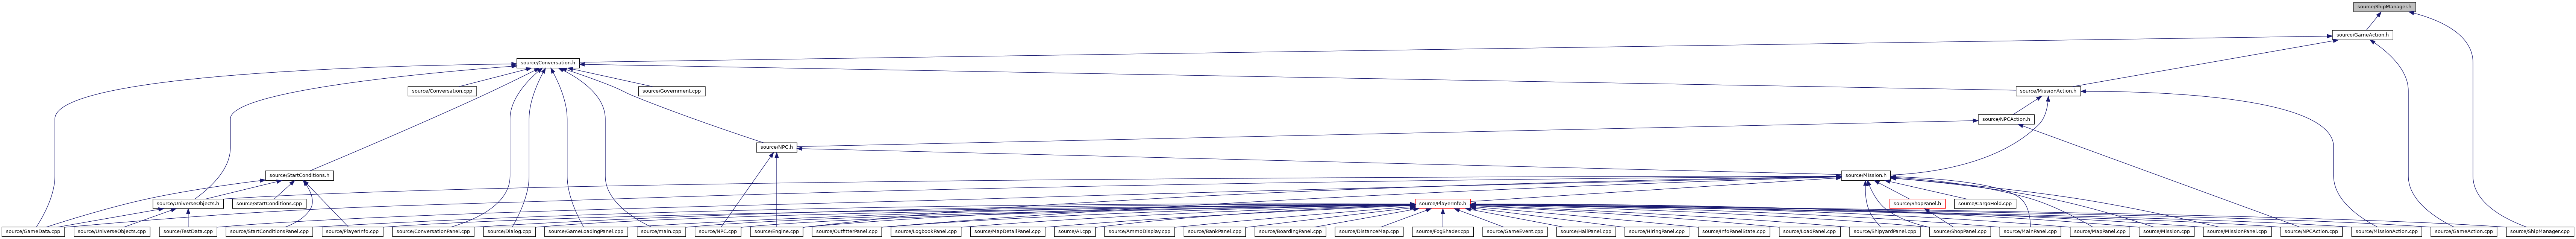 source/ShipManager.h
source/GameAction.h
source/Conversation.h
source/Conversation.cpp
source/Government.cpp
source/MissionAction.h
source/NPCAction.h
source/NPC.h
source/StartConditions.h
source/Mission.h
source/UniverseObjects.h
source/StartConditions.cpp
source/PlayerInfo.h
source/ShopPanel.h
source/CargoHold.cpp
source/GameData.cpp
source/UniverseObjects.cpp
source/TestData.cpp
source/StartConditionsPanel.cpp
source/PlayerInfo.cpp
source/ConversationPanel.cpp
source/Dialog.cpp
source/GameLoadingPanel.cpp
source/main.cpp
source/NPC.cpp
source/Engine.cpp
source/OutfitterPanel.cpp
source/LogbookPanel.cpp
source/MapDetailPanel.cpp
source/AI.cpp
source/AmmoDisplay.cpp
source/BankPanel.cpp
source/BoardingPanel.cpp
source/DistanceMap.cpp
source/FogShader.cpp
source/GameEvent.cpp
source/HailPanel.cpp
source/HiringPanel.cpp
source/InfoPanelState.cpp
source/LoadPanel.cpp
source/ShipyardPanel.cpp
source/ShopPanel.cpp
source/MainPanel.cpp
source/MapPanel.cpp
source/Mission.cpp
source/MissionPanel.cpp
source/NPCAction.cpp
source/MissionAction.cpp
source/GameAction.cpp
source/ShipManager.cpp